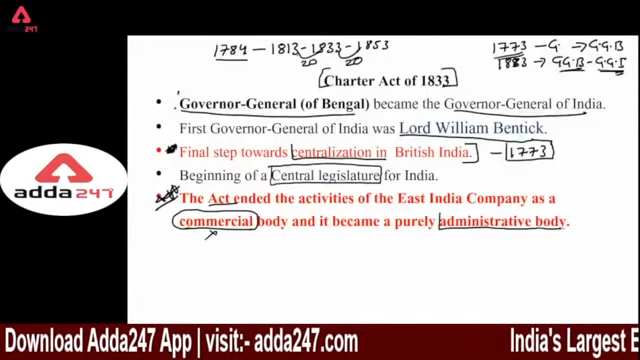 Adda247
1784 - 1813 - 1833 - 1853
20 20
1773 - G. → G.G.B
1883 → G.G.B - G.G.I
Charter Act of 1833
• Governor-General (of Bengal) became the Governor-General of India.
• First Governor-General of India was Lord William Bentick.
• Final step towards centralization in British India. - 1773
• Beginning of a Central legislature for India.
adda247
• The Act ended the activities of the East India Company as a
commercial body and it became a purely administrative body.
Download Adda247 App | visit:- adda247.com India's Largest E